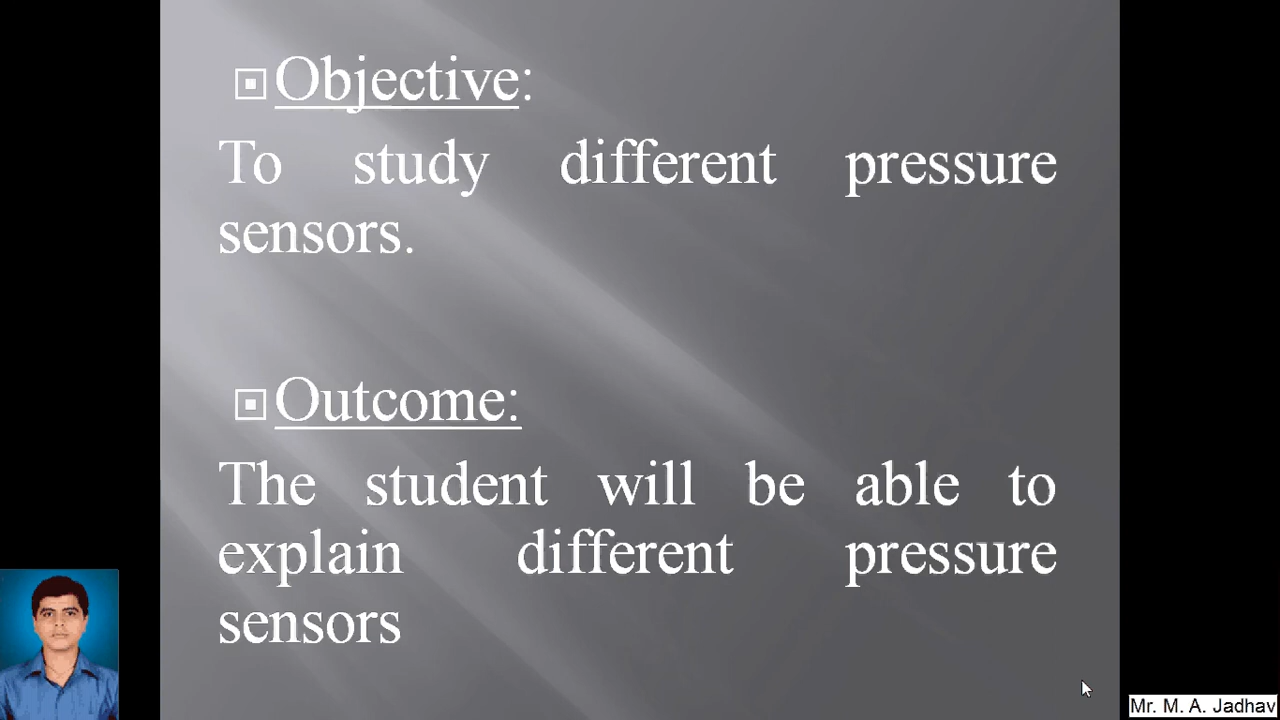 Objective:
To study different pressure
sensors.
Outcome:
The student will be able to
explain different pressure
sensors
Mr. M. A. Jadhav